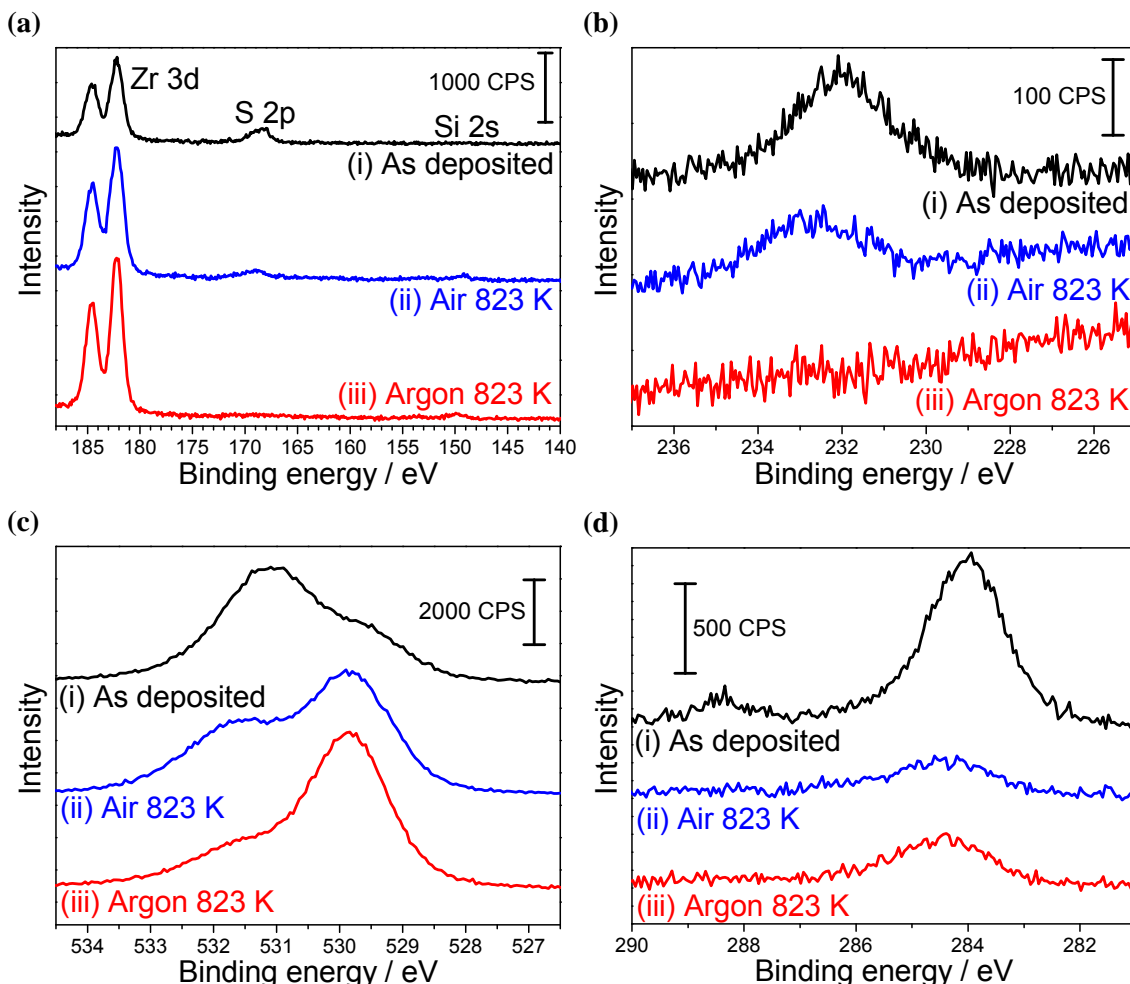 (a)
Zr 3d
1000 CPS
S 2p
Si 2s
(i) As deposited
(ii) Air 823 K
(iii) Argon 823 K
Intensity
185 180 175 170 165 160 155 150 145 140
Binding energy / eV
(b)
100 CPS
(i) As deposited
(ii) Air 823 K
(iii) Argon 823 K
Intensity
236 234 232 230 228 226
Binding energy / eV
(c)
2000 CPS
(i) As deposited
(ii) Air 823 K
(iii) Argon 823 K
Intensity
534 533 532 531 530 529 528 527
Binding energy / eV
(d)
500 CPS
(i) As deposited
(ii) Air 823 K
(iii) Argon 823 K
Intensity
290 288 286 284 282
Binding energy / eV